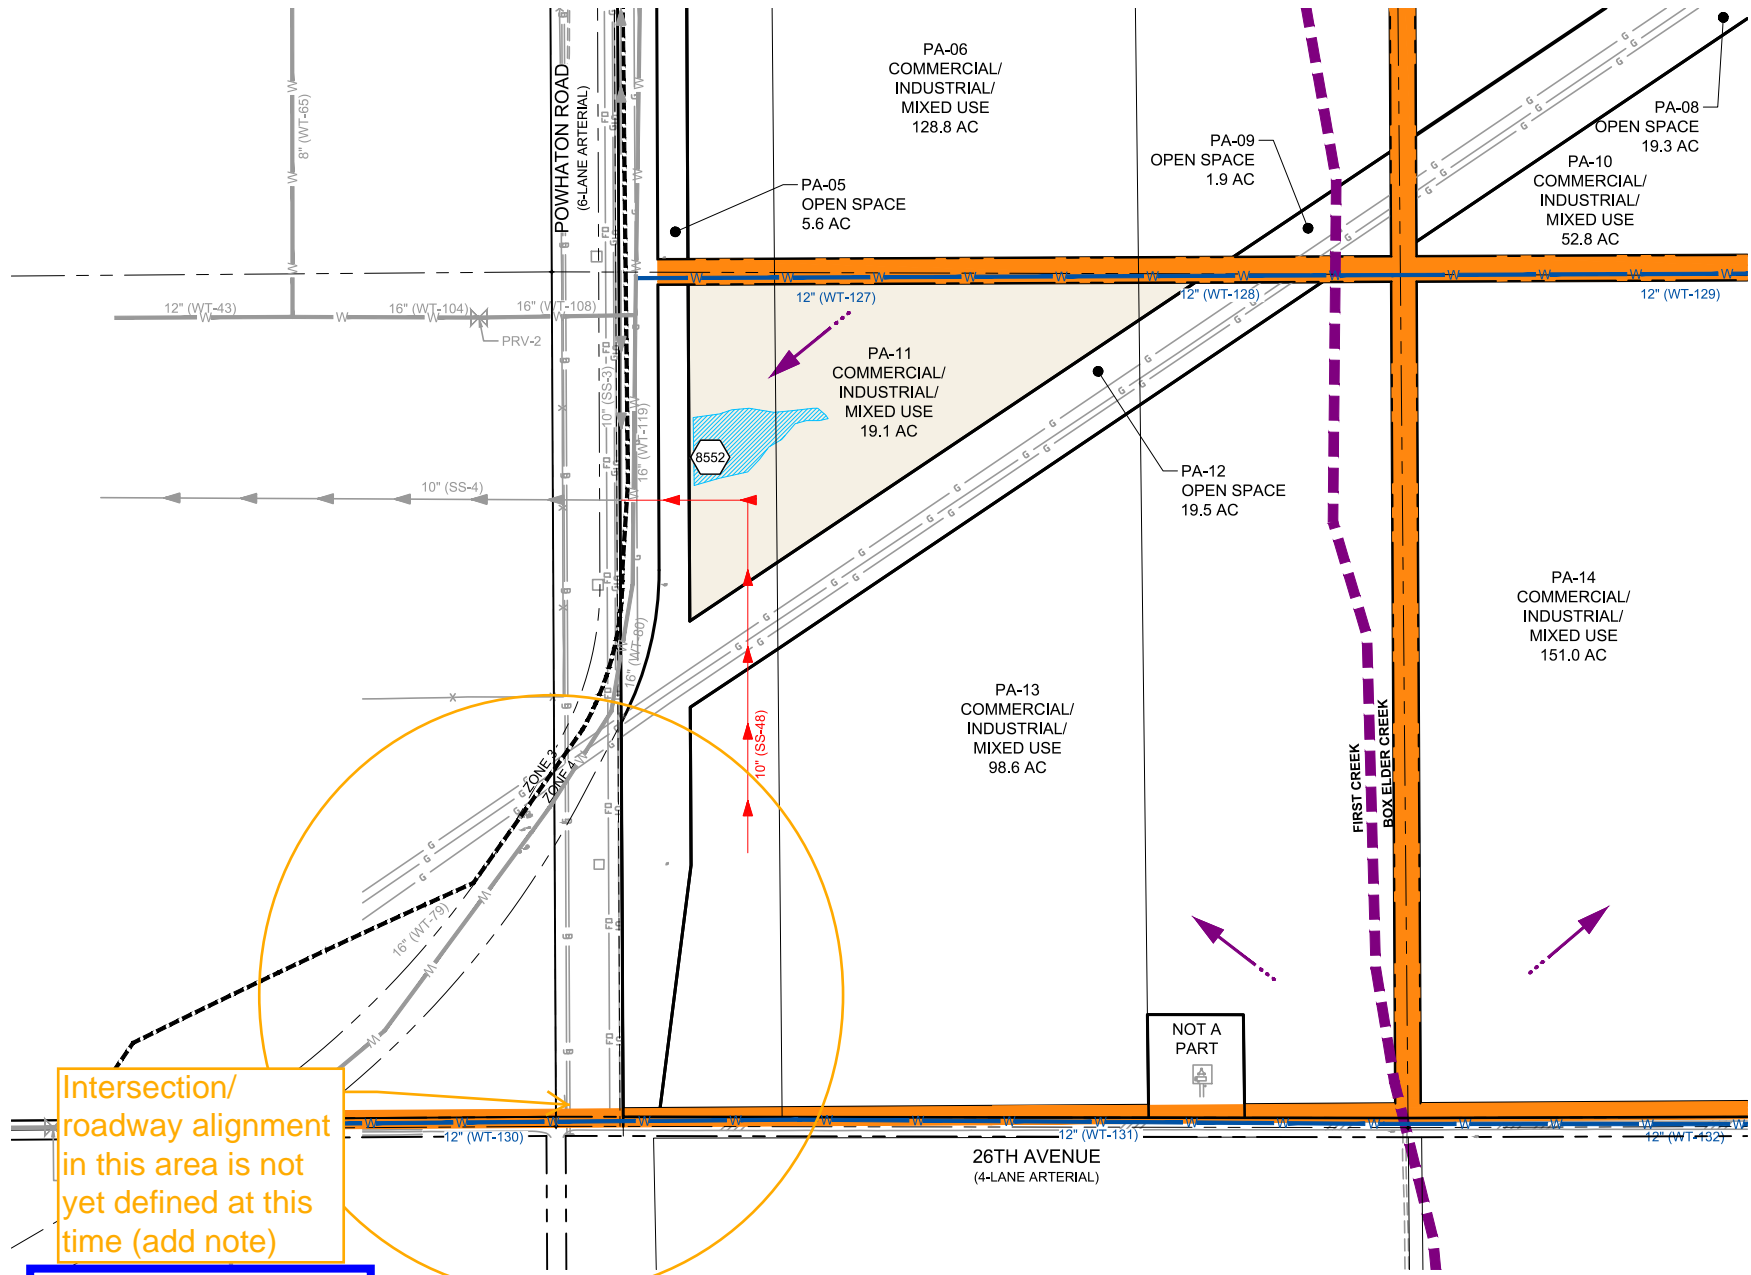 PA-06
COMMERCIAL/
INDUSTRIAL/
MIXED USE
128.8 AC
PA-08
OPEN SPACE
19.3 AC
PA-09
OPEN SPACE
1.9 AC
PA-10
COMMERCIAL/
INDUSTRIAL/
MIXED USE
52.8 AC
PA-05
OPEN SPACE
5.6 AC
POWHATON ROAD
(6-LANE ARTERIAL)
8" (WT-65)
12" (WT-43)
16" (WT-104)
16" (WT-108)
PRV-2
12" (WT-127)
12" (WT-128)
12" (WT-129)
PA-11
COMMERCIAL/
INDUSTRIAL/
MIXED USE
19.1 AC
8552
10" (SS-3)
16" (WT-119)
10" (SS-4)
PA-12
OPEN SPACE
19.5 AC
PA-14
COMMERCIAL/
INDUSTRIAL/
MIXED USE
151.0 AC
16" (WT-80)
PA-13
COMMERCIAL/
INDUSTRIAL/
MIXED USE
98.6 AC
10" (SS-48)
ZONE 3
ZONE 4
FIRST CREEK
BOX ELDER CREEK
16" (WT-79)
NOT A
PART
Intersection/
roadway alignment
in this area is not
yet defined at this
time (add note)
12" (WT-130)
12" (WT-131)
12" (WT-132)
26TH AVENUE
(4-LANE ARTERIAL)